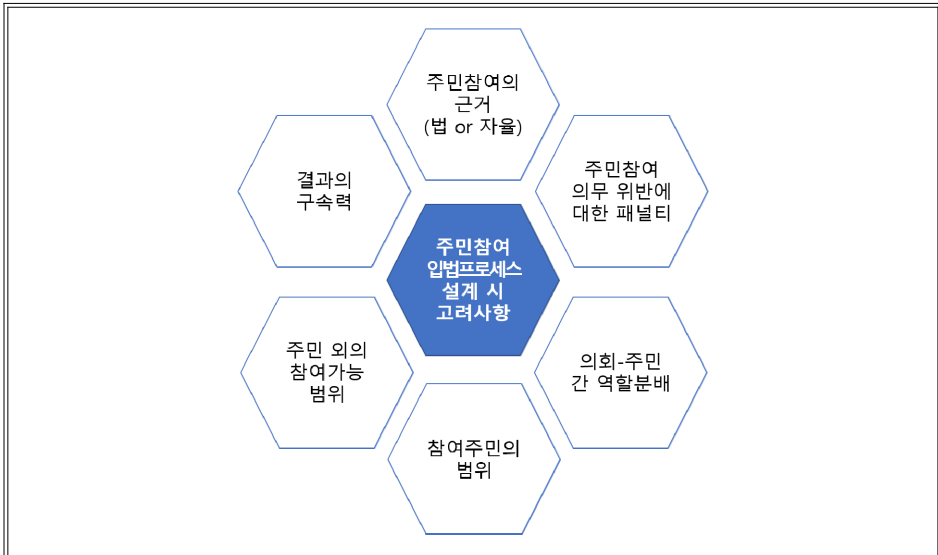 주민참여의
근거
(법 or 자율)
결과의
구속력
주민참여
의무 위반에
대한 패널티
주민참여
입법프로세스
설계 시
고려사항
주민 외의
참여가능
범위
의회-주민
간 역할분배
참여주민의
범위